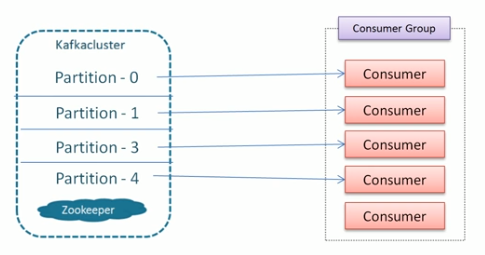 Kafkacluster
Partition - 0
Partition - 1
Partition - 3
Partition - 4
Zookeeper
Consumer Group
Consumer
Consumer
Consumer
Consumer
Consumer